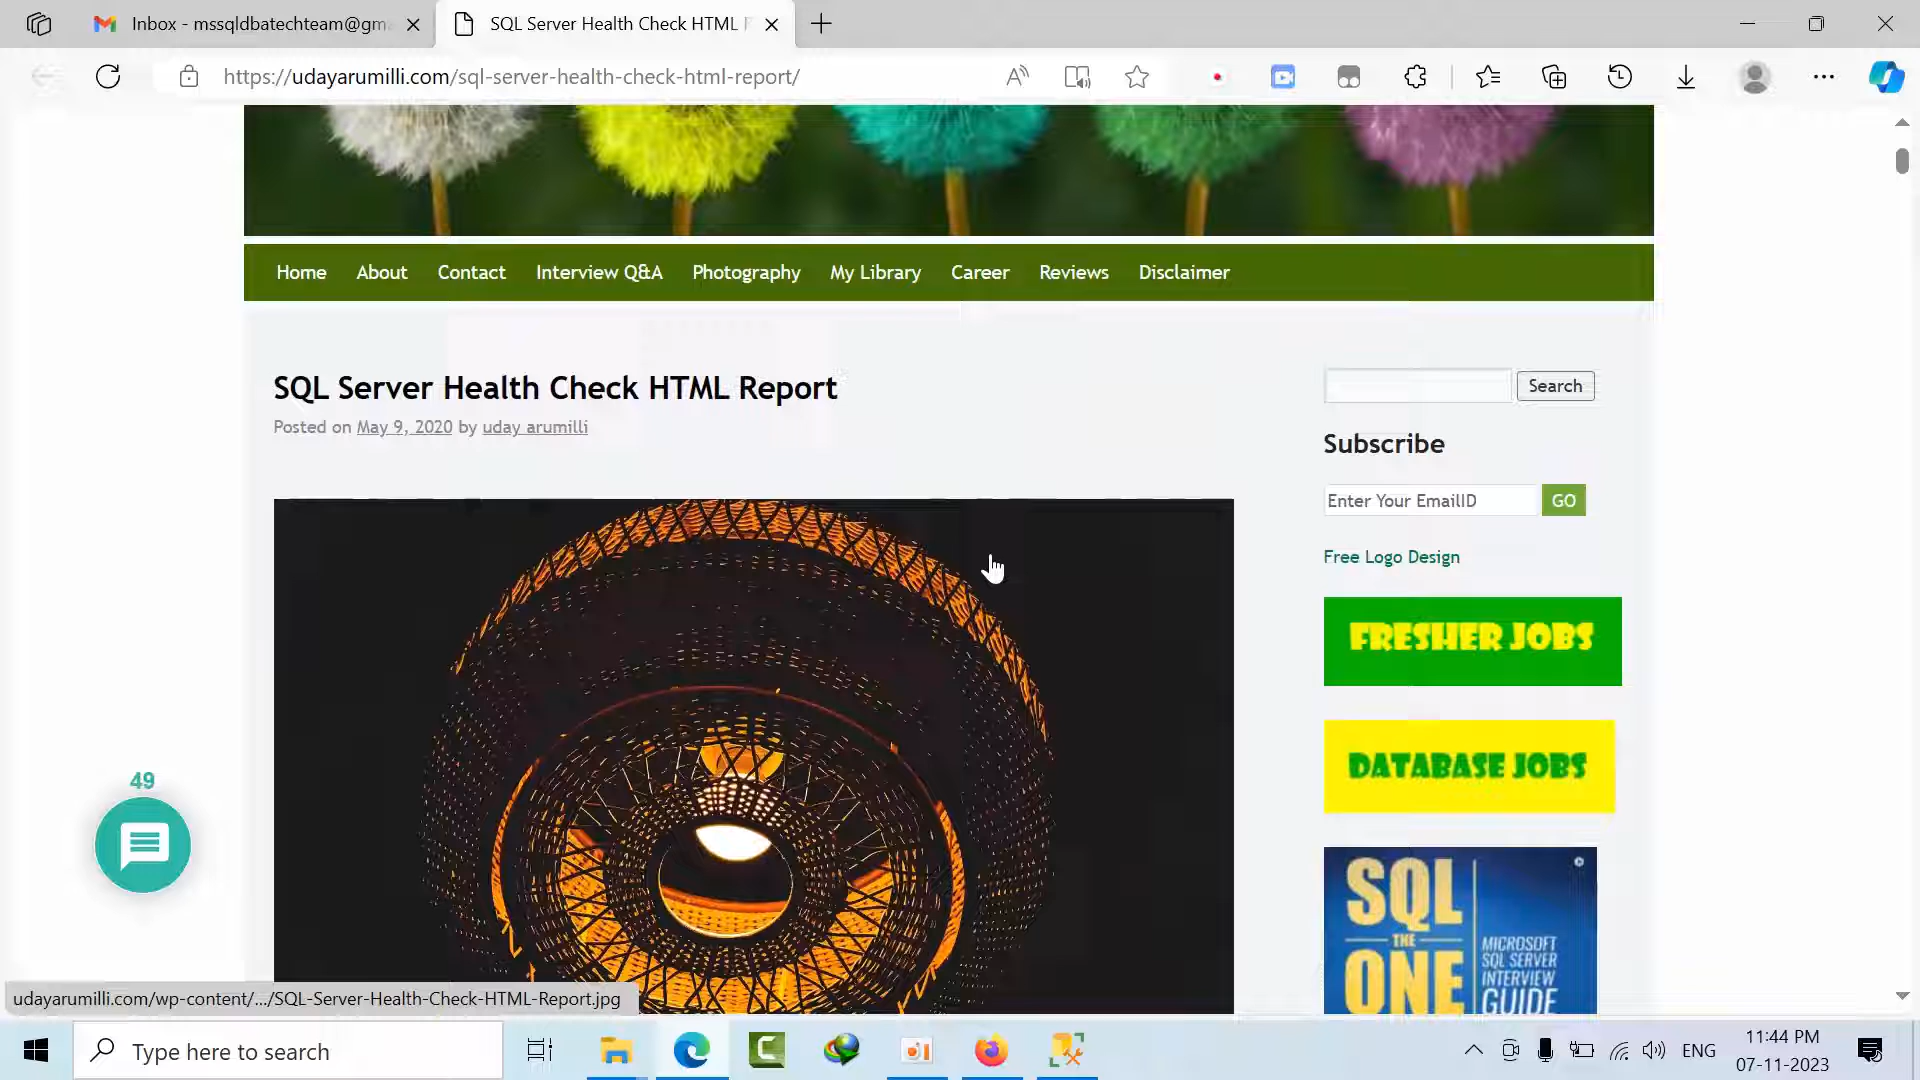 Inbox - mssqldbatechteam@gma
SQL Server Health Check HTML R
https://udayarumilli.com/sql-server-health-check-html-report/
Home About Contact Interview Q&A Photography My Library Career Reviews Disclaimer
SQL Server Health Check HTML Report
Posted on May 9, 2020 by uday arumilli
Search
Subscribe
Enter Your EmailID GO
Free Logo Design
FRESHER JOBS
DATABASE JOBS
SQL
THE
ONE
MICROSOFT
SQL SERVER
INTERVIEW
GUIDE
49
udayarumilli.com/wp-content/.../SQL-Server-Health-Check-HTML-Report.jpg
Type here to search
ENG
11:44 PM
07-11-2023